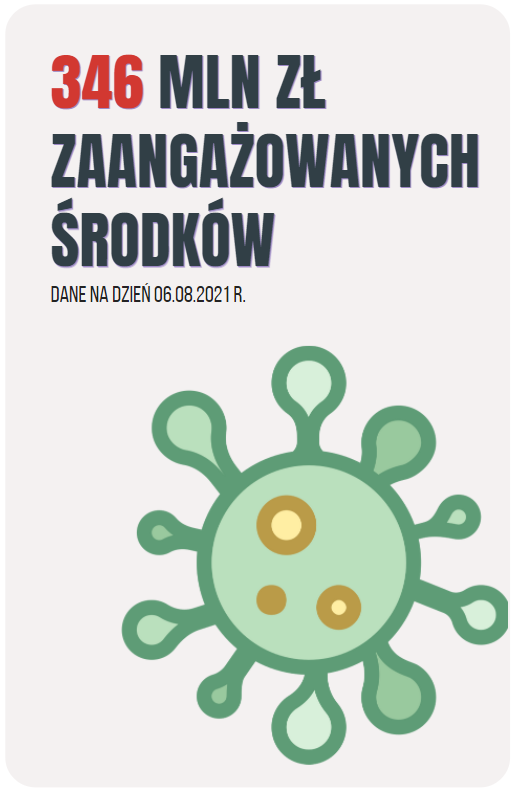 346 MLN ZŁ
ZAANGAŻOWANYCH
ŚRODKÓW
DANE NA DZIEŃ 06.08.2021 R.